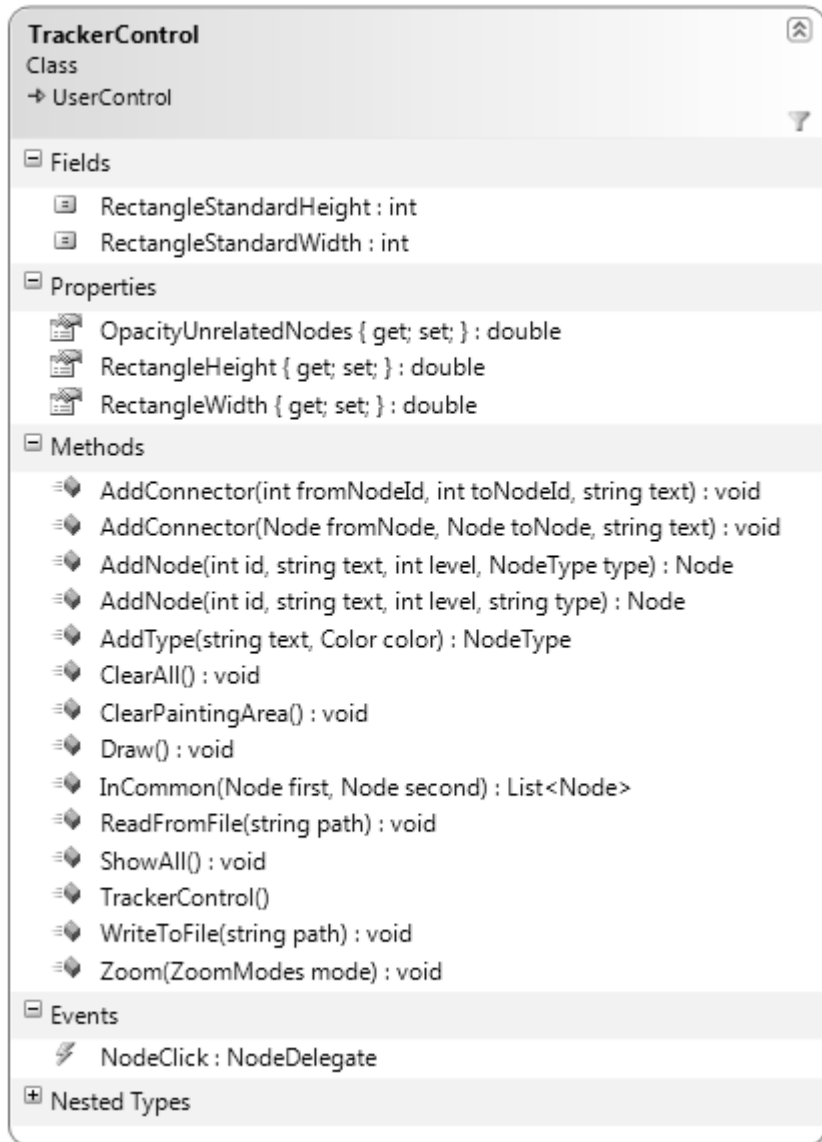 TrackerControl
Class
UserControl
Fields
RectangleStandardHeight : int
RectangleStandardWidth : int
Properties
OpacityUnrelatedNodes { get; set; } : double
RectangleHeight { get; set; } : double
RectangleWidth { get; set; } : double
Methods
AddConnector(int fromNodeId, int toNodeId, string text) : void
AddConnector(Node fromNode, Node toNode, string text) : void
AddNode(int id, string text, int level, NodeType type) : Node
AddNode(int id, string text, int level, string type) : Node
AddType(string text, Color color) : NodeType
ClearAll() : void
ClearPaintingArea() : void
Draw() : void
InCommon(Node first, Node second) : List<Node>
ReadFromFile(string path) : void
ShowAll() : void
TrackerControl()
WriteToFile(string path) : void
Zoom(ZoomModes mode) : void
Events
NodeClick : NodeDelegate
Nested Types